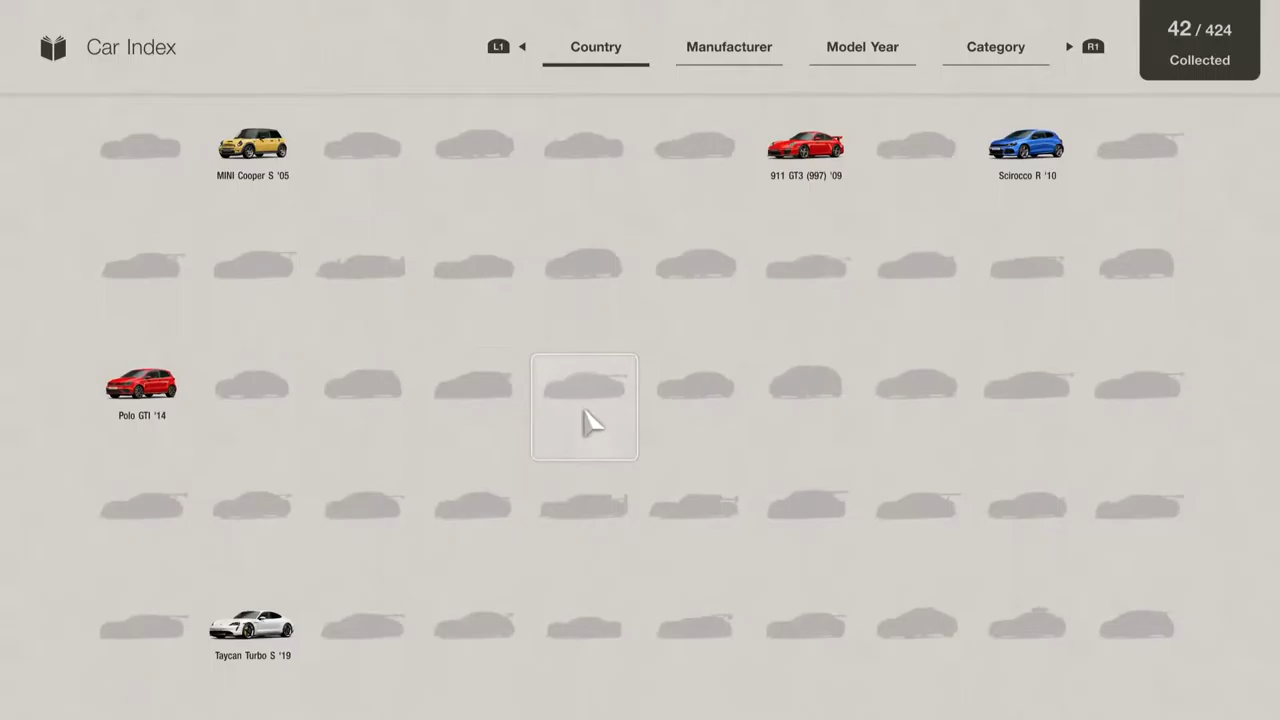 Car Index
L1
Country
Manufacturer
Model Year
Category
R1
42 / 424
Collected
MINI Cooper S '05
911 GT3 (997) '09
Scirocco R '10
Polo GTI '14
Taycan Turbo S '19